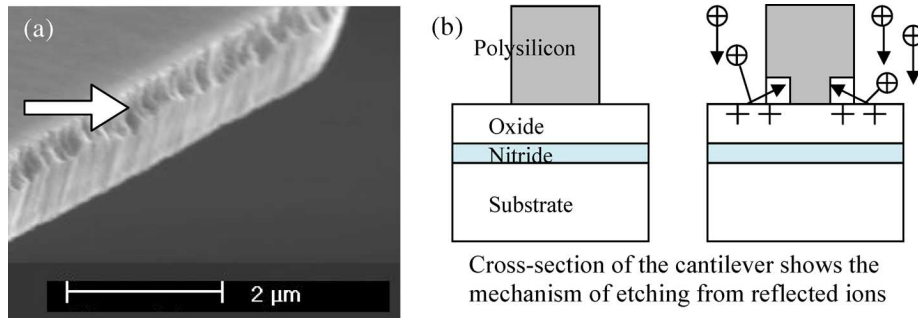 (a)
2 μm
(b)
Polysilicon
Oxide
Nitride
Substrate
Cross-section of the cantilever shows the
mechanism of etching from reflected ions